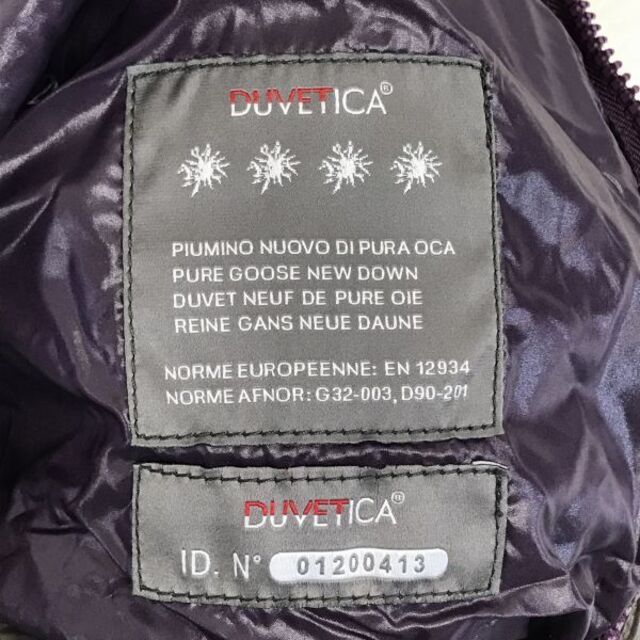 DUVETICA®
PIUMINO NUOVO DI PURA OCA
PURE GOOSE NEW DOWN
DUVET NEUF DE PURE OIE
REINE GANS NEUE DAUNE
NORME EUROPEENNE: EN 12934
NORME AFNOR: G32-003, D90-201
DUVETICA®
ID. N° 01200413